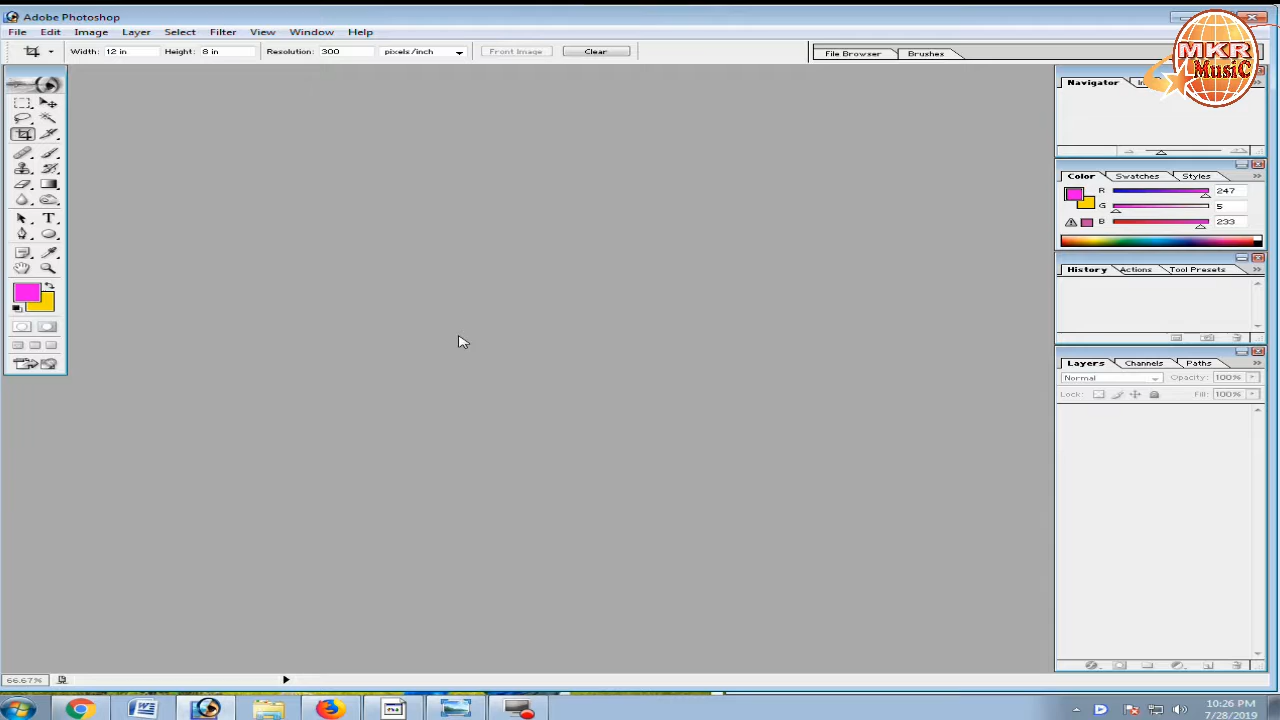 Adobe Photoshop
File Edit Image Layer Select Filter View Window Help
Width: 12 in Height: 8 in Resolution: 300 pixels/inch Front Image Clear
File Browser Brushes
MKR
MusiC
Navigator
Color Swatches Styles
R 247
G 5
B 233
History Actions Tool Presets
Layers Channels Paths
Normal Opacity: 100%
Lock: Fill: 100%
66.67%
10:26 PM
7/28/2019